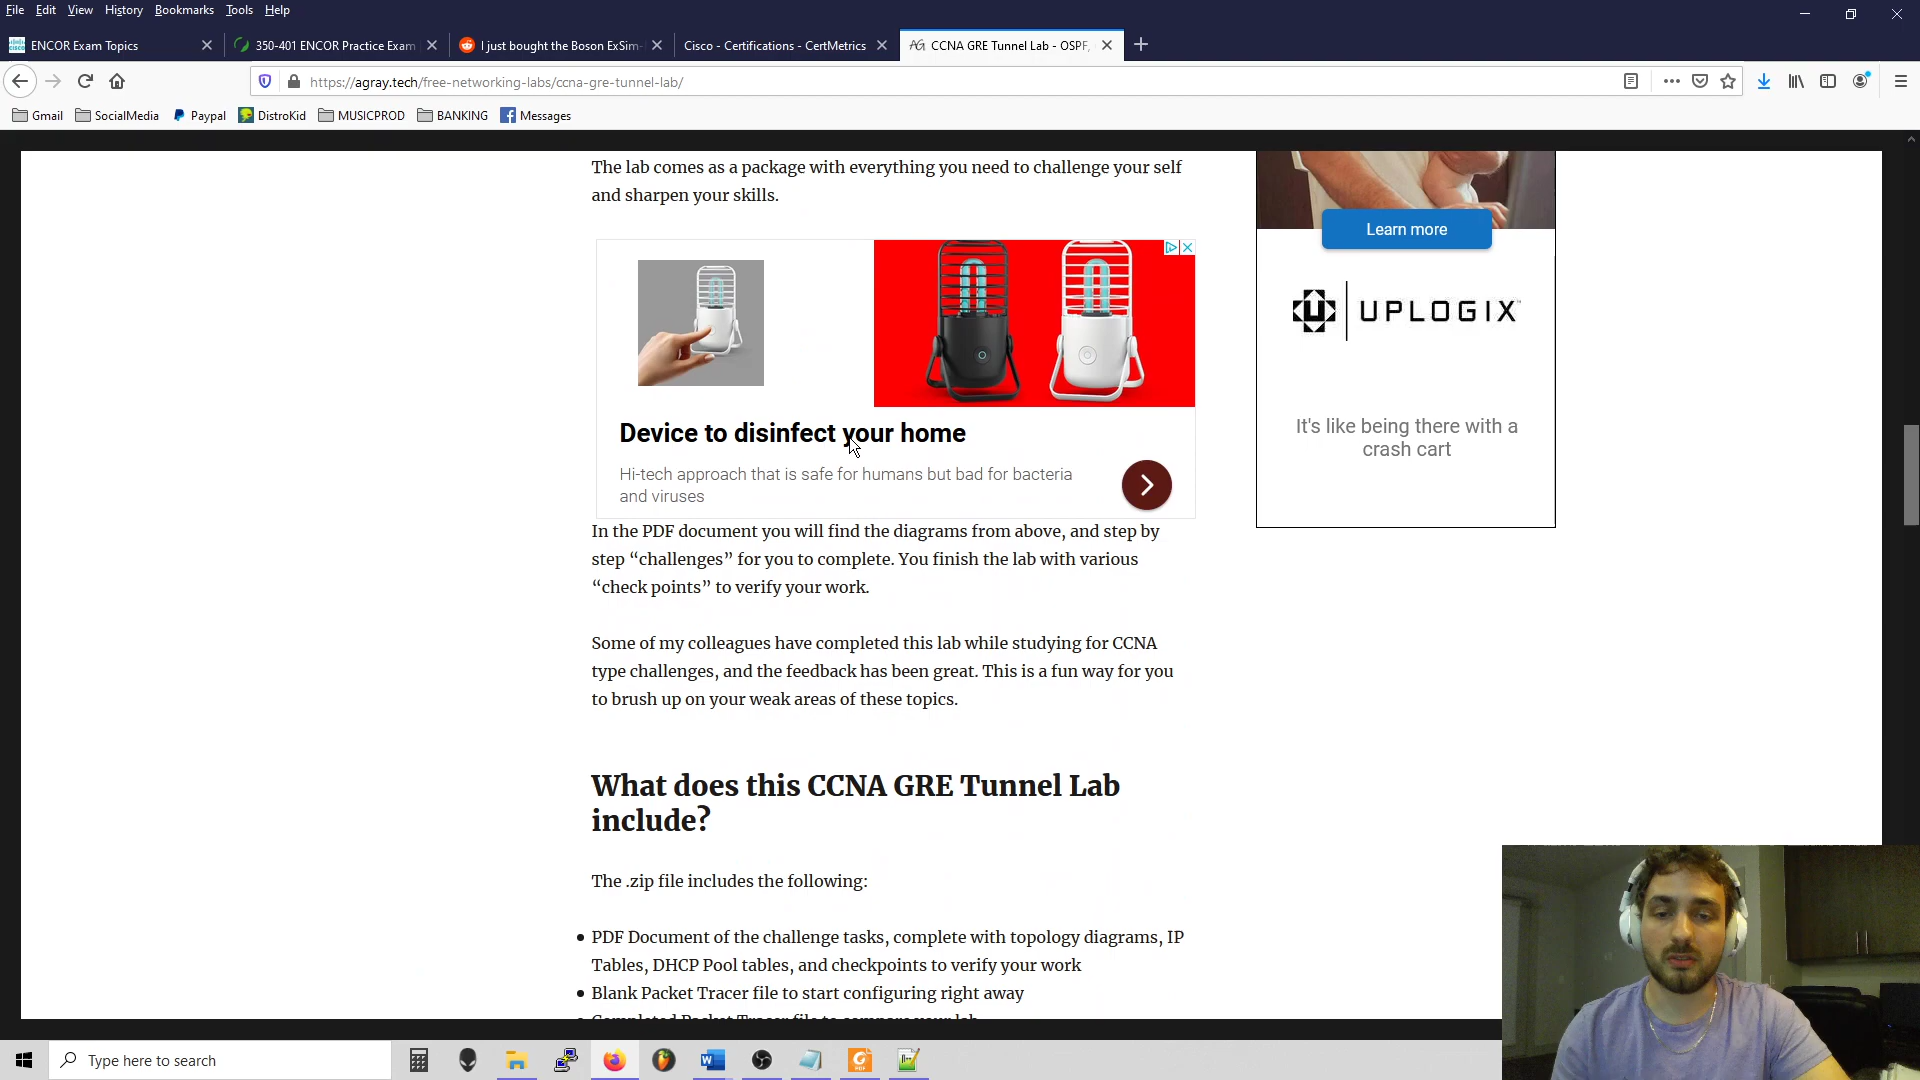 File Edit View History Bookmarks Tools Help
ENCOR Exam Topics
350-401 ENCOR Practice Exam
I just bought the Boson ExSim-
Cisco - Certifications - CertMetrics
CCNA GRE Tunnel Lab - OSPF,
https://agray.tech/free-networking-labs/ccna-gre-tunnel-lab/
Gmail SocialMedia Paypal DistroKid MUSICPROD BANKING Messages
The lab comes as a package with everything you need to challenge your self
and sharpen your skills.
Device to disinfect your home
Hi-tech approach that is safe for humans but bad for bacteria
and viruses
In the PDF document you will find the diagrams from above, and step by
step “challenges” for you to complete. You finish the lab with various
“check points” to verify your work.
Some of my colleagues have completed this lab while studying for CCNA
type challenges, and the feedback has been great. This is a fun way for you
to brush up on your weak areas of these topics.
What does this CCNA GRE Tunnel Lab
include?
The .zip file includes the following:
PDF Document of the challenge tasks, complete with topology diagrams, IP
Tables, DHCP Pool tables, and checkpoints to verify your work
Blank Packet Tracer file to start configuring right away
Learn more
UPLOGIX
It's like being there with a
crash cart
Type here to search